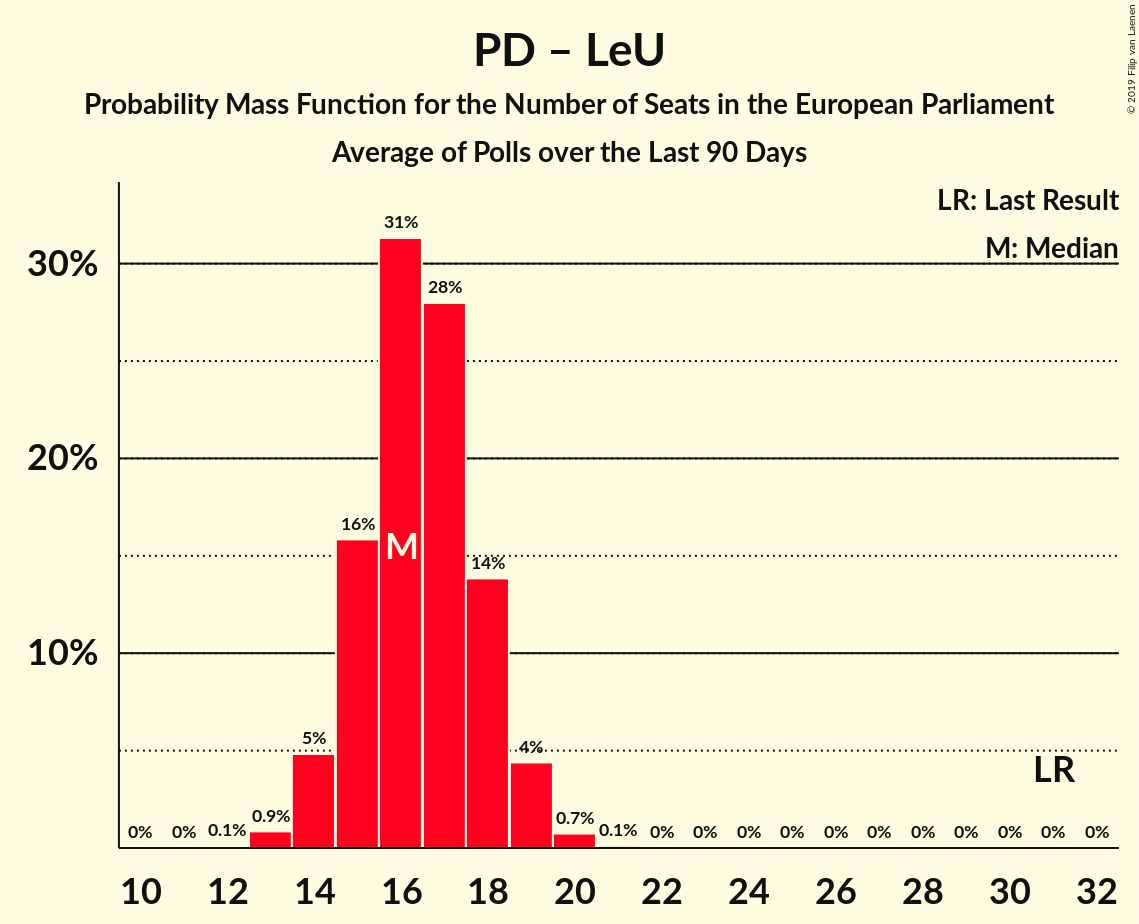 PD – LeU
Probability Mass Function for the Number of Seats in the European Parliament
Average of Polls over the Last 90 Days
© 2019 Filip van Laenen
LR: Last Result
M: Median
30%
20%
10%
0%
0%
0.1%
0.9%
5%
16%
31%
28%
14%
4%
0.7%
0.1%
0%
0%
0%
0%
0%
0%
0%
0%
0%
0%
0%
M
LR
10 12 14 16 18 20 22 24 26 28 30 32